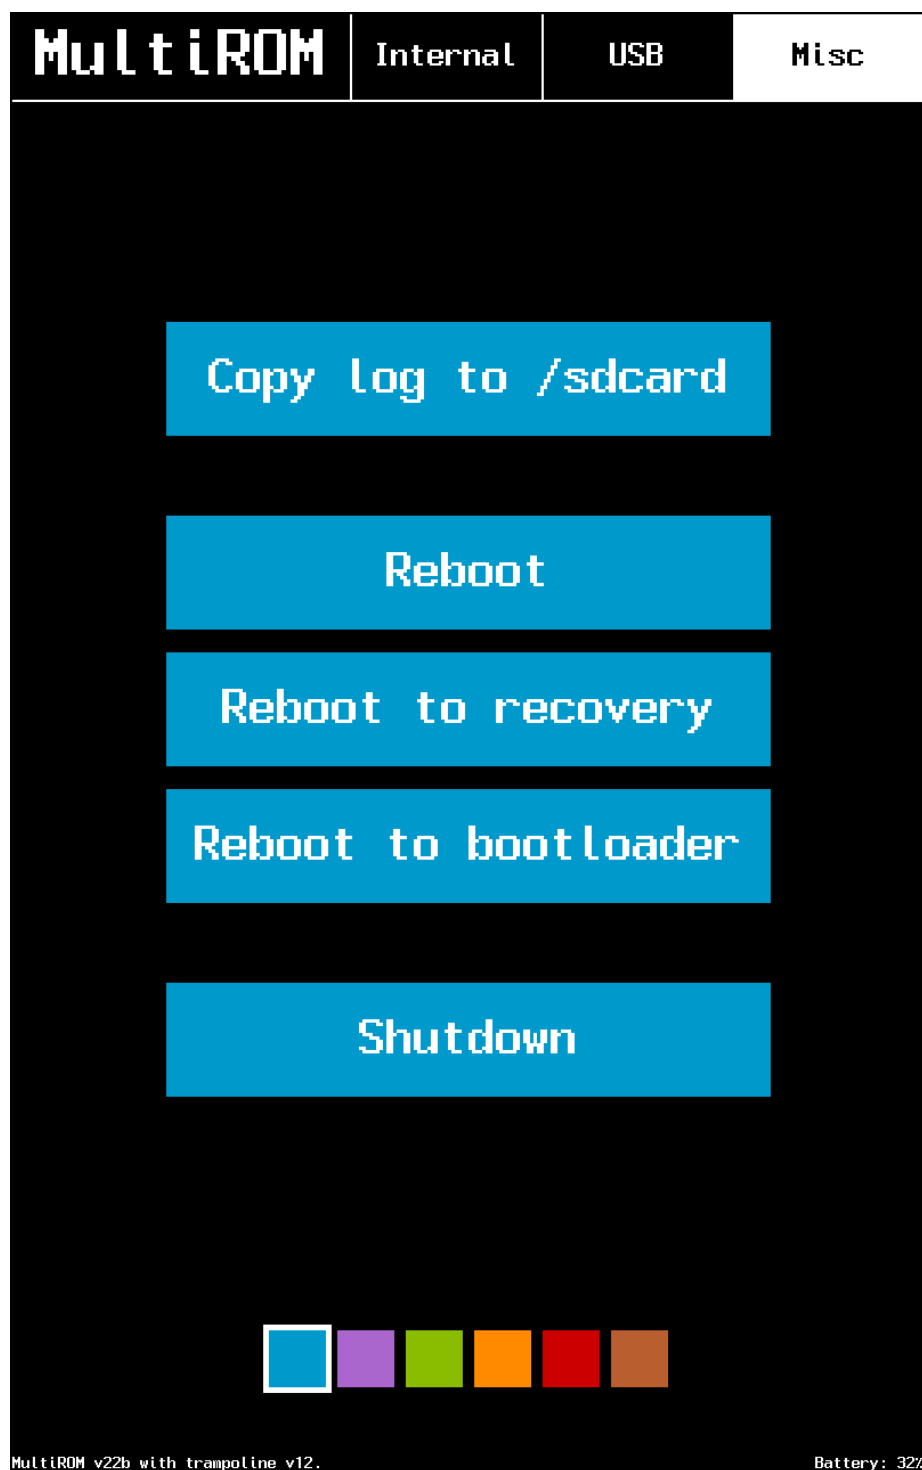 MultiROM Internal USB Misc
Copy log to /sdcard
Reboot
Reboot to recovery
Reboot to bootloader
Shutdown
MultiROM v22b with trampoline v12. Battery: 32%